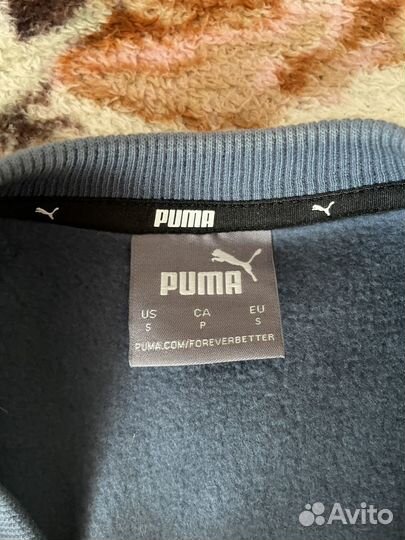 PUMA
PUMA
US CA EU
S P S
PUMA.COM/FOREVERBETTER
Avito